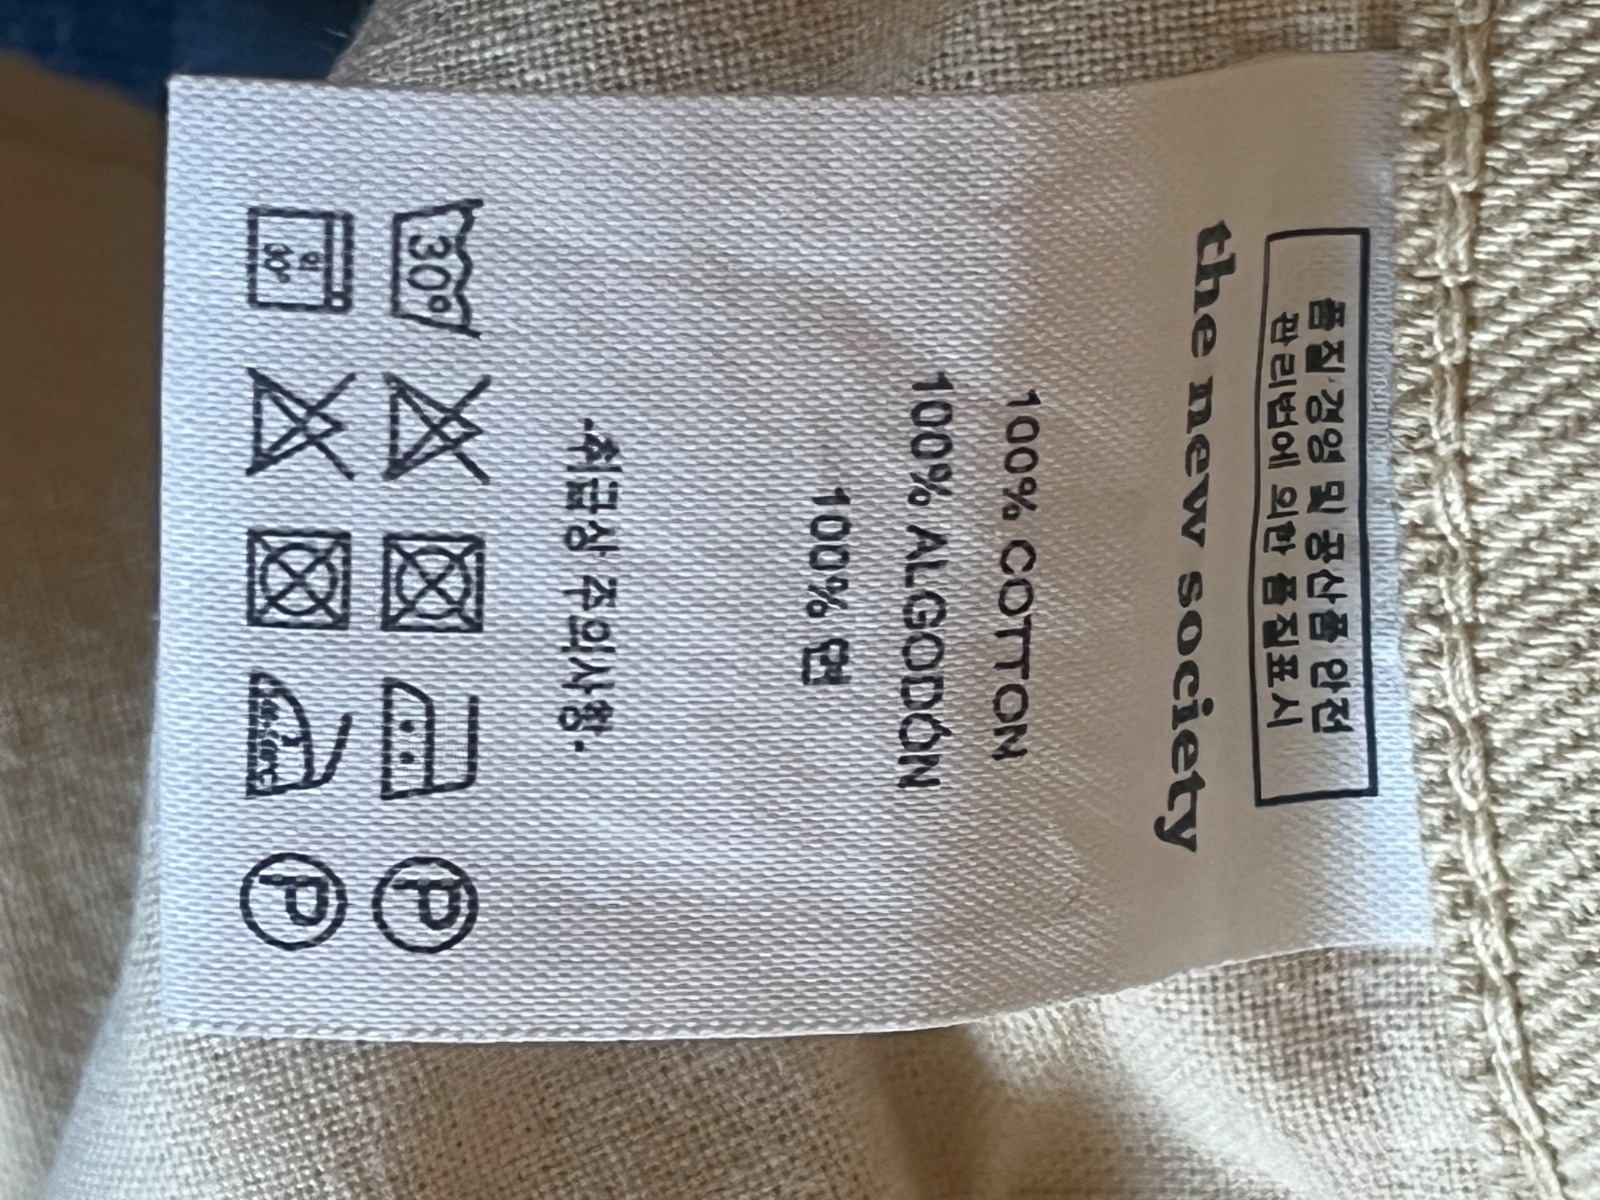 품질경영 및 공산품 안전
관리법에 의한 품질표시
the new society
100% COTTON
100% ALGODÓN
100% 면
-취급상 주의사항-
30°
P
P